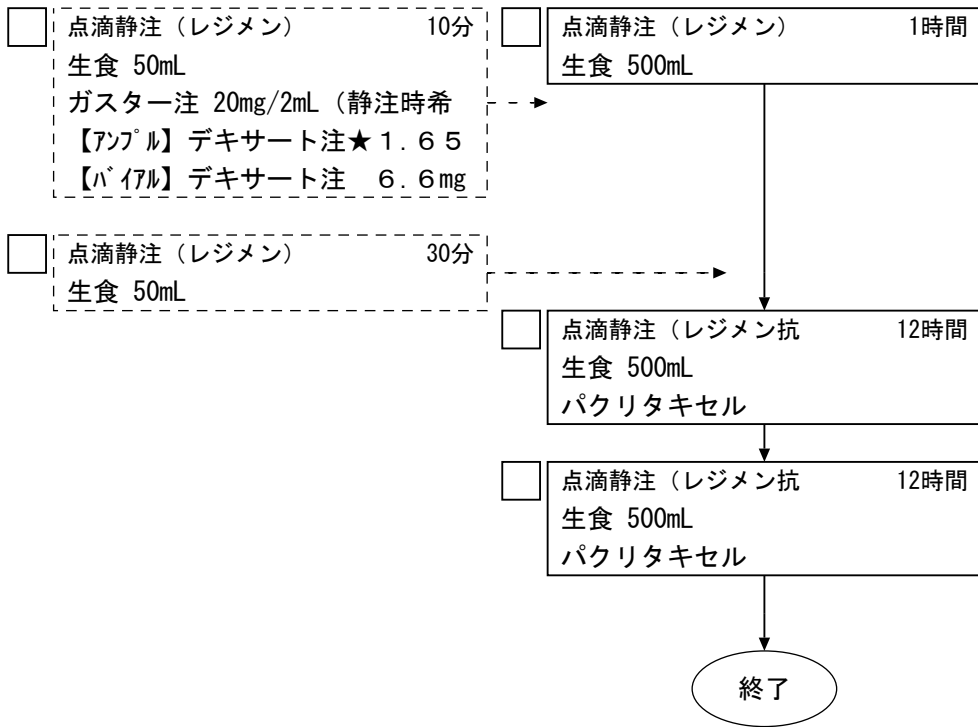 点滴静注（レジメン） 10分
生食 50mL
ガスター注 20mg/2mL（静注時希
【ｱﾝﾌﾟﾙ】デキサート注★１.６５
【ﾊﾞｲｱﾙ】デキサート注　６.６mg
点滴静注（レジメン） 1時間
生食 500mL
点滴静注（レジメン） 30分
生食 50mL
点滴静注（レジメン抗 12時間
生食 500mL
パクリタキセル
点滴静注（レジメン抗 12時間
生食 500mL
パクリタキセル
終了